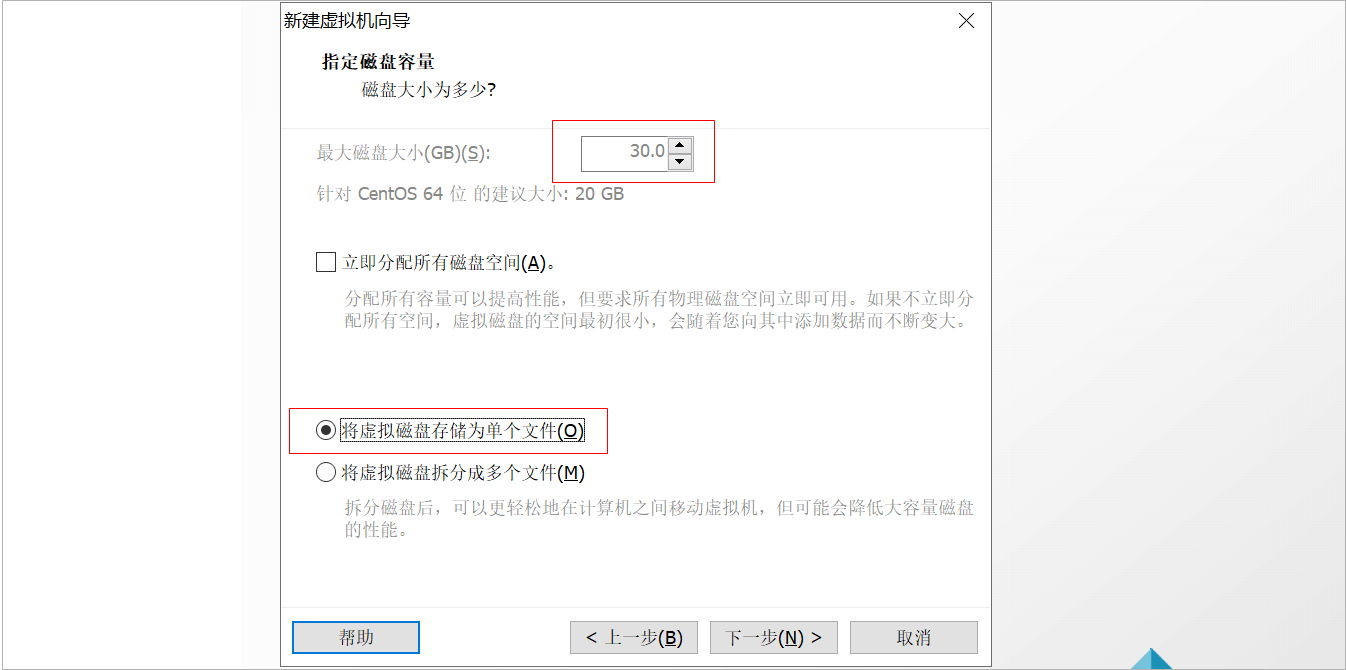 新建虚拟机向导
指定磁盘容量
磁盘大小为多少?
最大磁盘大小(GB)(S):
30.0
针对 CentOS 64 位 的建议大小: 20 GB
立即分配所有磁盘空间(A)。
分配所有容量可以提高性能，但要求所有物理磁盘空间立即可用。如果不立即分
配所有空间，虚拟磁盘的空间最初很小，会随着您向其中添加数据而不断变大。
将虚拟磁盘存储为单个文件(O)
将虚拟磁盘拆分成多个文件(M)
拆分磁盘后，可以更轻松地在计算机之间移动虚拟机，但可能会降低大容量磁盘
的性能。
帮助
< 上一步(B)
下一步(N) >
取消